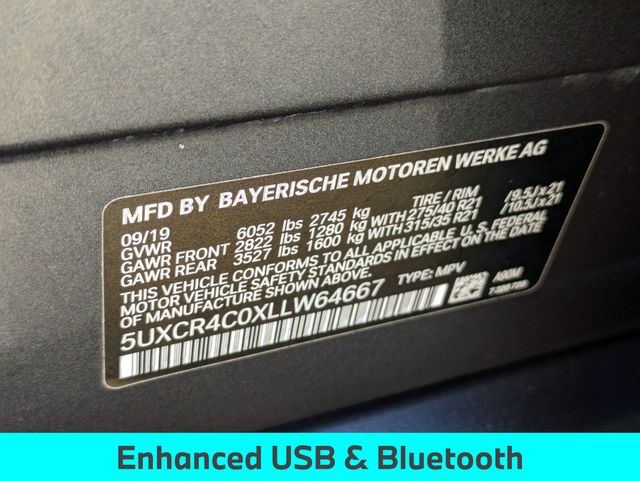 MFD BY BAYERISCHE MOTOREN WERKE AG
09/19 6052 lbs 2745 kg TIRE / RIM
GVWR
GAWR FRONT 2822 lbs 1280 kg WITH 275/40 R21 /9.5Jx21
GAWR REAR 3527 lbs 1600 kg WITH 315/35 R21 /10.5Jx21
THIS VEHICLE CONFORMS TO ALL APPLICABLE U.S. FEDERAL
MOTOR VEHICLE SAFETY STANDARDS IN EFFECT ON THE DATE
OF MANUFACTURE SHOWN ABOVE.
5UXCR4C0XLLW64667 TYPE: MPV
Enhanced USB & Bluetooth